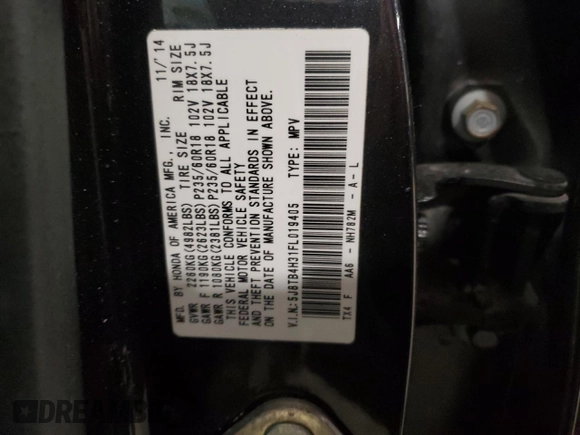 MFD. BY HONDA OF AMERICA MFG., INC. 11/'14
GVWR 2260KG(4982LBS) TIRE SIZE RIM SIZE
GAWR F 1190KG(2623LBS) P235/60R18 102V 18X7.5J
GAWR R 1080KG(2381LBS) P235/60R18 102V 18X7.5J
THIS VEHICLE CONFORMS TO ALL APPLICABLE
FEDERAL MOTOR VEHICLE SAFETY
AND THEFT PREVENTION STANDARDS IN EFFECT
ON THE DATE OF MANUFACTURE SHOWN ABOVE.
V.I.N.:5J8TB4H31FL019405 TYPE: MPV
TX4 F AA6 - NH782M - A - L